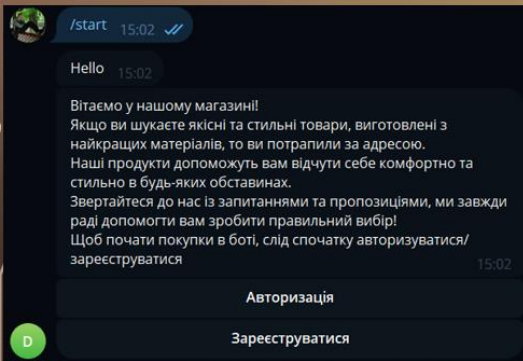 /start 15:02
Hello 15:02
Вітаємо у нашому магазині!
Якщо ви шукаєте якісні та стильні товари, виготовлені з
найкращих матеріалів, то ви потрапили за адресою.
Наші продукти допоможуть вам відчути себе комфортно та
стильно в будь-яких обставинах.
Звертайтеся до нас із запитаннями та пропозиціями, ми завжди
раді допомогти вам зробити правильний вибір!
Щоб почати покупки в боті, слід спочатку авторизуватися/
зареєструватися 15:02
Авторизація
D Зареєструватися